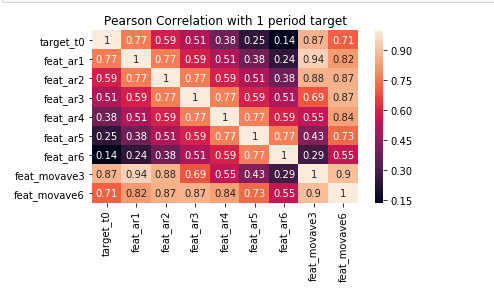 Pearson Correlation with 1 period target
target_t0 1 0.77 0.59 0.51 0.38 0.25 0.14 0.87 0.71
feat_ar1 0.77 1 0.77 0.59 0.51 0.38 0.24 0.94 0.82
feat_ar2 0.59 0.77 1 0.77 0.59 0.51 0.38 0.88 0.87
feat_ar3 0.51 0.59 0.77 1 0.77 0.59 0.51 0.69 0.87
feat_ar4 0.38 0.51 0.59 0.77 1 0.77 0.59 0.55 0.84
feat_ar5 0.25 0.38 0.51 0.59 0.77 1 0.77 0.43 0.73
feat_ar6 0.14 0.24 0.38 0.51 0.59 0.77 1 0.29 0.55
feat_movave3 0.87 0.94 0.88 0.69 0.55 0.43 0.29 1 0.9
feat_movave6 0.71 0.82 0.87 0.87 0.84 0.73 0.55 0.9 1
target_t0
feat_ar1
feat_ar2
feat_ar3
feat_ar4
feat_ar5
feat_ar6
feat_movave3
feat_movave6
0.90
0.75
0.60
0.45
0.30
0.15